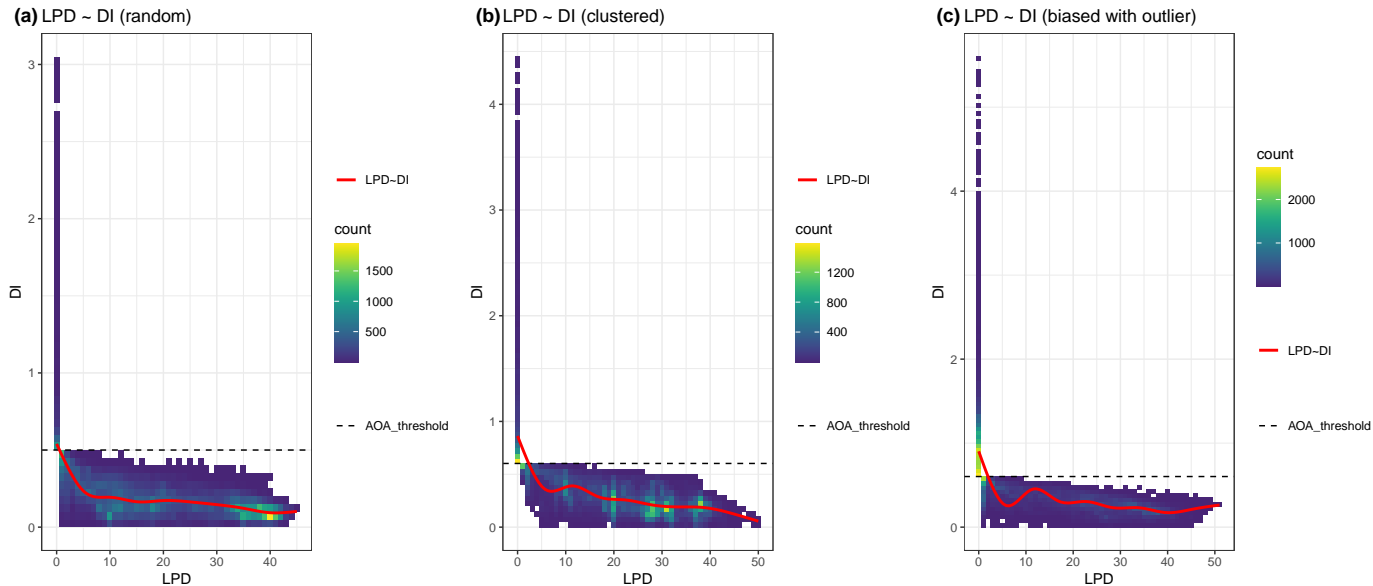 (a) LPD ~ DI (random)
3
2
1
0
DI
0 10 20 30 40
LPD
LPD~DI
count
1500
1000
500
AOA_threshold
(b) LPD ~ DI (clustered)
4
3
2
1
0
DI
0 10 20 30 40 50
LPD
LPD~DI
count
1200
800
400
AOA_threshold
(c) LPD ~ DI (biased with outlier)
4
2
0
DI
0 10 20 30 40 50
LPD
count
2000
1000
LPD~DI
AOA_threshold